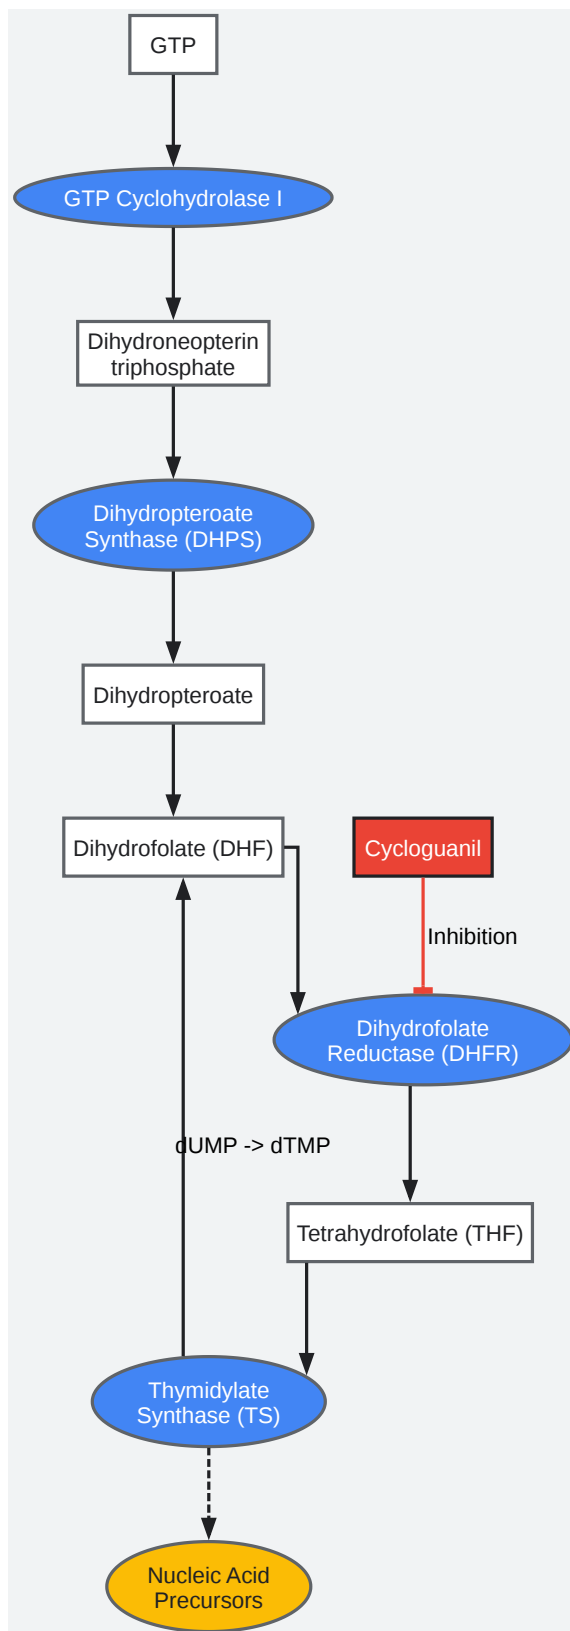 GTP
GTP Cyclohydrolase I
Dihydroneopterin
triphosphate
Dihydropteroate
Synthase (DHPS)
Dihydropteroate
Dihydrofolate (DHF)
Cycloguanil
Inhibition
Dihydrofolate
Reductase (DHFR)
dUMP -> dTMP
Tetrahydrofolate (THF)
Thymidylate
Synthase (TS)
Nucleic Acid
Precursors